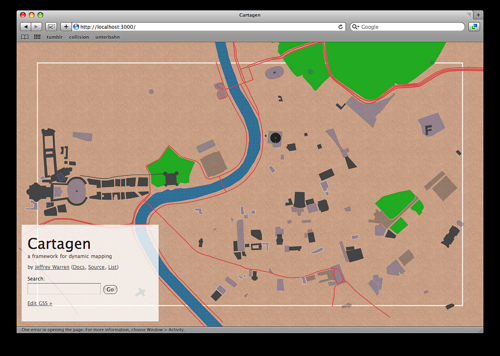 Cartagen
http://localhost:3000/
Google
tumblr collissen unterbahn
F
Cartagen
a framework for dynamic mapping
by Jeffrey Warren (Docs, Source, List)
Search:
Go
Edit GSS »
One error in opening the page. For more information, choose Window > Activity.